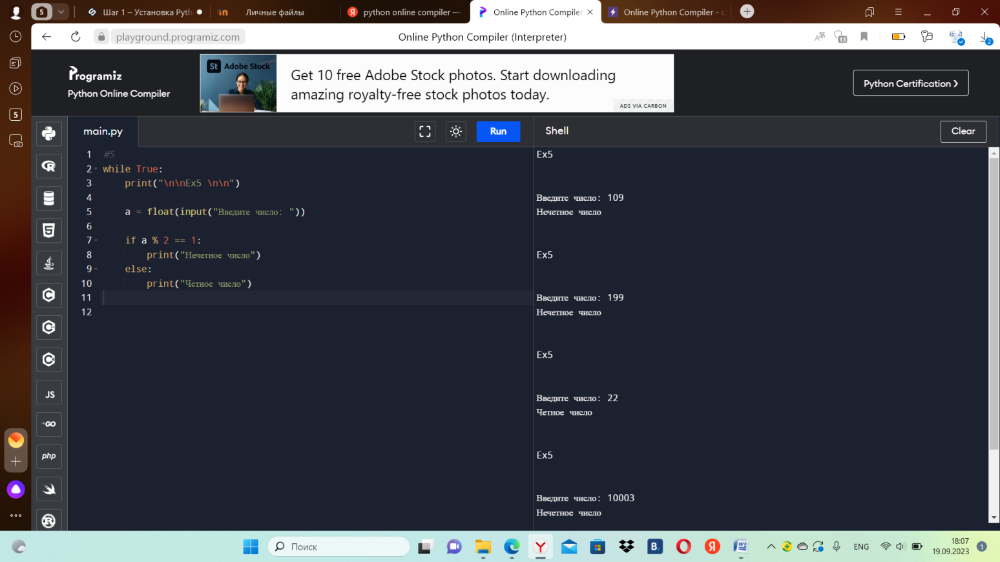 5
Шаг 1 – Установка Pyth
Личные файлы
python online compiler —
Online Python Compiler
Online Python Compiler - c
playground.programiz.com
Online Python Compiler (Interpreter)
13
2
5
Programiz
Python Online Compiler
St Adobe Stock
Get 10 free Adobe Stock photos. Start downloading
amazing royalty-free stock photos today.
ADS VIA CARBON
Python Certification
main.py
Run
Shell
Clear
1 #5
2 while True:
3 print("\n\nEx5 \n\n")
4
5 a = float(input("Введите число: "))
6
7 if a % 2 == 1:
8 print("Нечетное число")
9 else:
10 print("Четное число")
11
12
Ex5
Введите число: 109
Нечетное число
Ex5
Введите число: 199
Нечетное число
Ex5
Введите число: 22
Четное число
Ex5
Введите число: 10003
Нечетное число
JS
GO
php
Поиск
B.
Я
ENG
18:07
19.09.2023
1